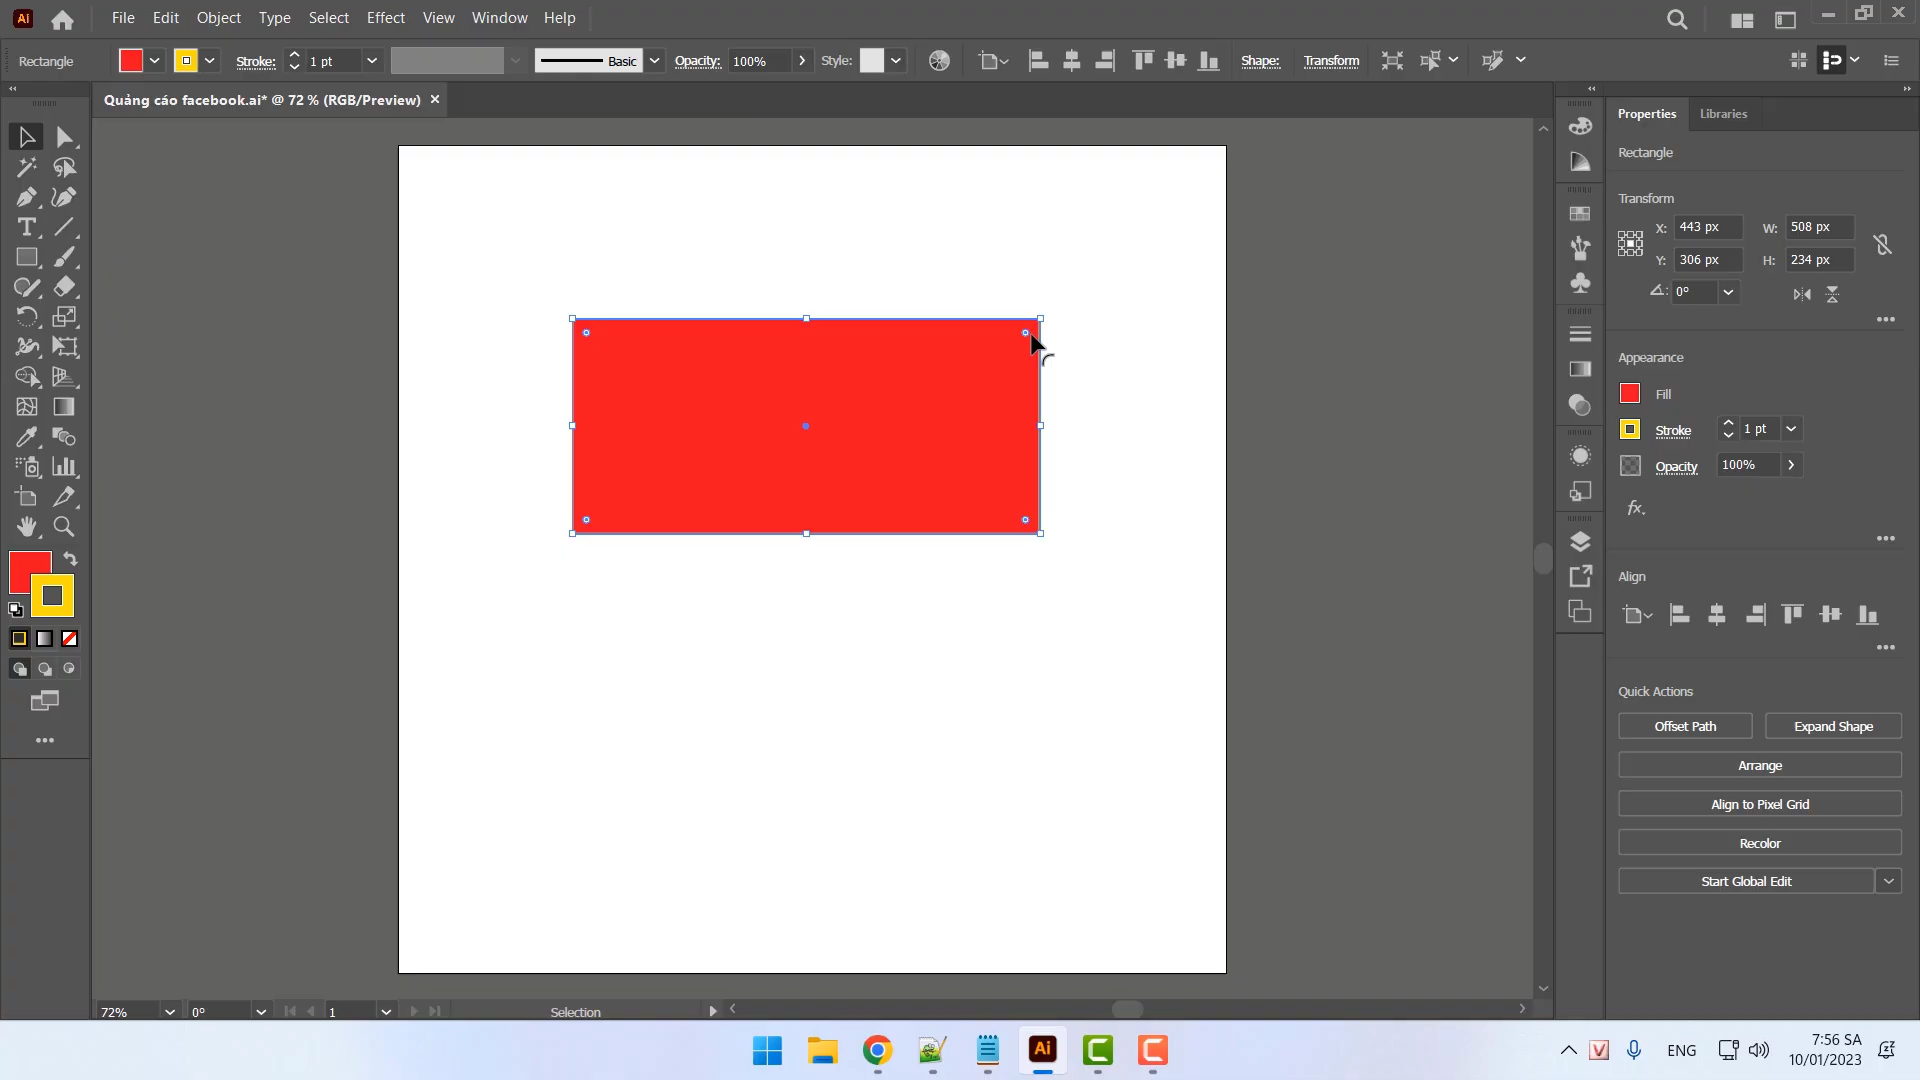 Ai File Edit Object Type Select Effect View Window Help
Rectangle Stroke: 1 pt Basic Opacity: 100% Style: Shape: Transform
Quảng cáo facebook.ai* @ 72 % (RGB/Preview) ×
Properties Libraries
Rectangle
Transform
X: 443 px W: 508 px
Y: 306 px H: 234 px
0°
Appearance
Fill
Stroke 1 pt
Opacity 100%
fx.
Align
Quick Actions
Offset Path Expand Shape
Arrange
Align to Pixel Grid
Recolor
Start Global Edit
72% 0° 1 Selection
Ai ENG 7:56 SA
10/01/2023